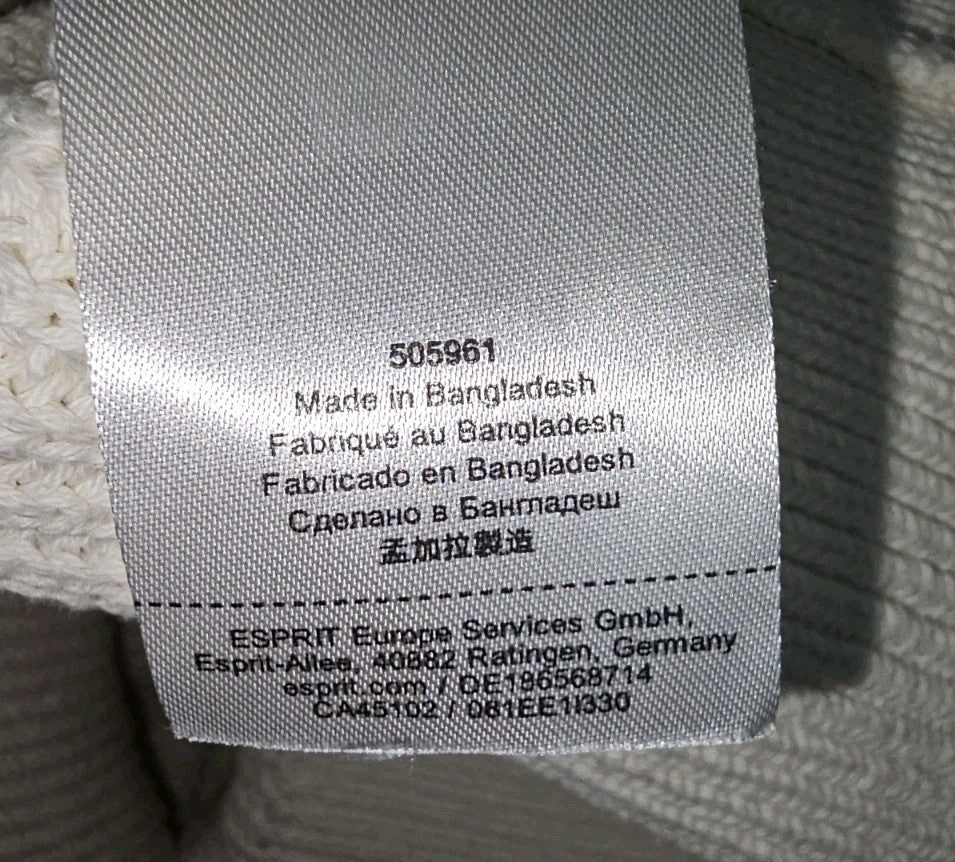 505961
Made in Bangladesh
Fabriqué au Bangladesh
Fabricado en Bangladesh
Сделано в Бангладеш
孟加拉製造
ESPRIT Europe Services GmbH,
Esprit-Allee, 40882 Ratingen, Germany
esprit.com / DE196568714
CA45102 / 081EE1I330